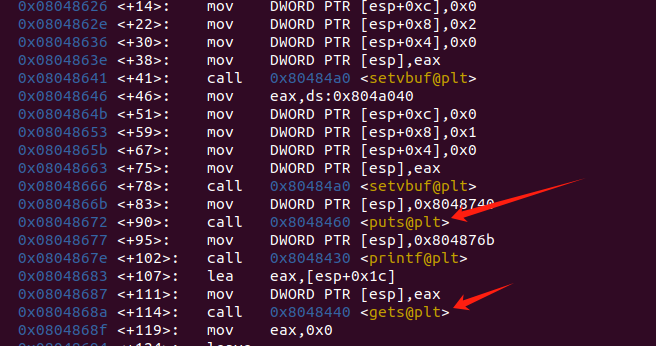 0x08048626 <+14>: mov DWORD PTR [esp+0xc],0x0
0x0804862e <+22>: mov DWORD PTR [esp+0x8],0x2
0x08048636 <+30>: mov DWORD PTR [esp+0x4],0x0
0x0804863e <+38>: mov DWORD PTR [esp],eax
0x08048641 <+41>: call 0x80484a0 <setvbuf@plt>
0x08048646 <+46>: mov eax,ds:0x804a040
0x0804864b <+51>: mov DWORD PTR [esp+0xc],0x0
0x08048653 <+59>: mov DWORD PTR [esp+0x8],0x1
0x0804865b <+67>: mov DWORD PTR [esp+0x4],0x0
0x08048663 <+75>: mov DWORD PTR [esp],eax
0x08048666 <+78>: call 0x80484a0 <setvbuf@plt>
0x0804866b <+83>: mov DWORD PTR [esp],0x8048740
0x08048672 <+90>: call 0x8048460 <puts@plt>
0x08048677 <+95>: mov DWORD PTR [esp],0x804876b
0x0804867e <+102>: call 0x8048430 <printf@plt>
0x08048683 <+107>: lea eax,[esp+0x1c]
0x08048687 <+111>: mov DWORD PTR [esp],eax
0x0804868a <+114>: call 0x8048440 <gets@plt>
0x0804868f <+119>: mov eax,0x0